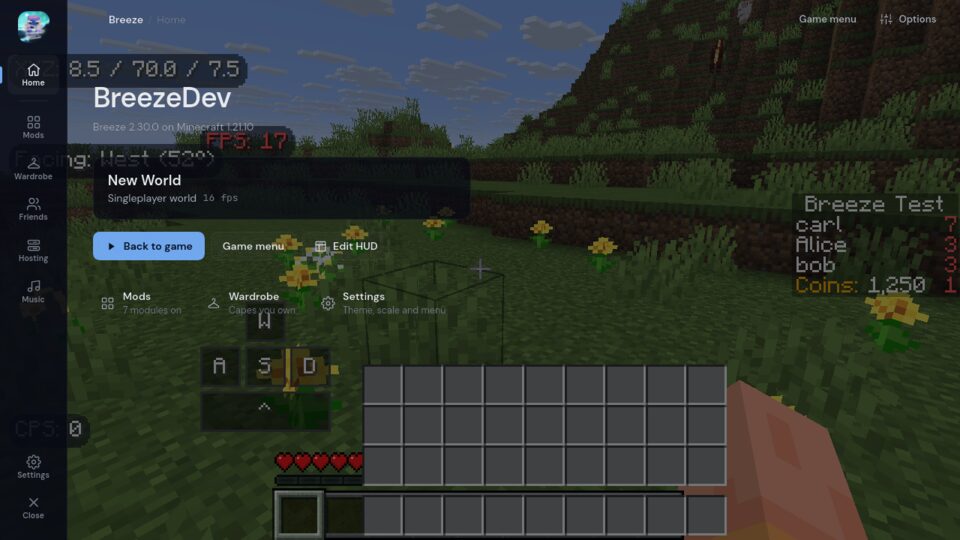 Breeze / Home
Game menu
Options
8.5 / 70.0 / 7.5
Home
BreezeDev
Breeze 2.30.0 on Minecraft 1.21.10
FPS: 17
Mods
Facing: West (52°)
Wardrobe
New World
Singleplayer world 16 fps
Friends
Breeze Test
carl 7
Alice 3
bob 3
Coins: 1,250 1
Hosting
Back to game
Game menu
Edit HUD
Music
Mods
7 modules on
Wardrobe
Capes you own
Settings
Theme, scale and menu
W
A
S
D
^
CPS: 0
Settings
Close